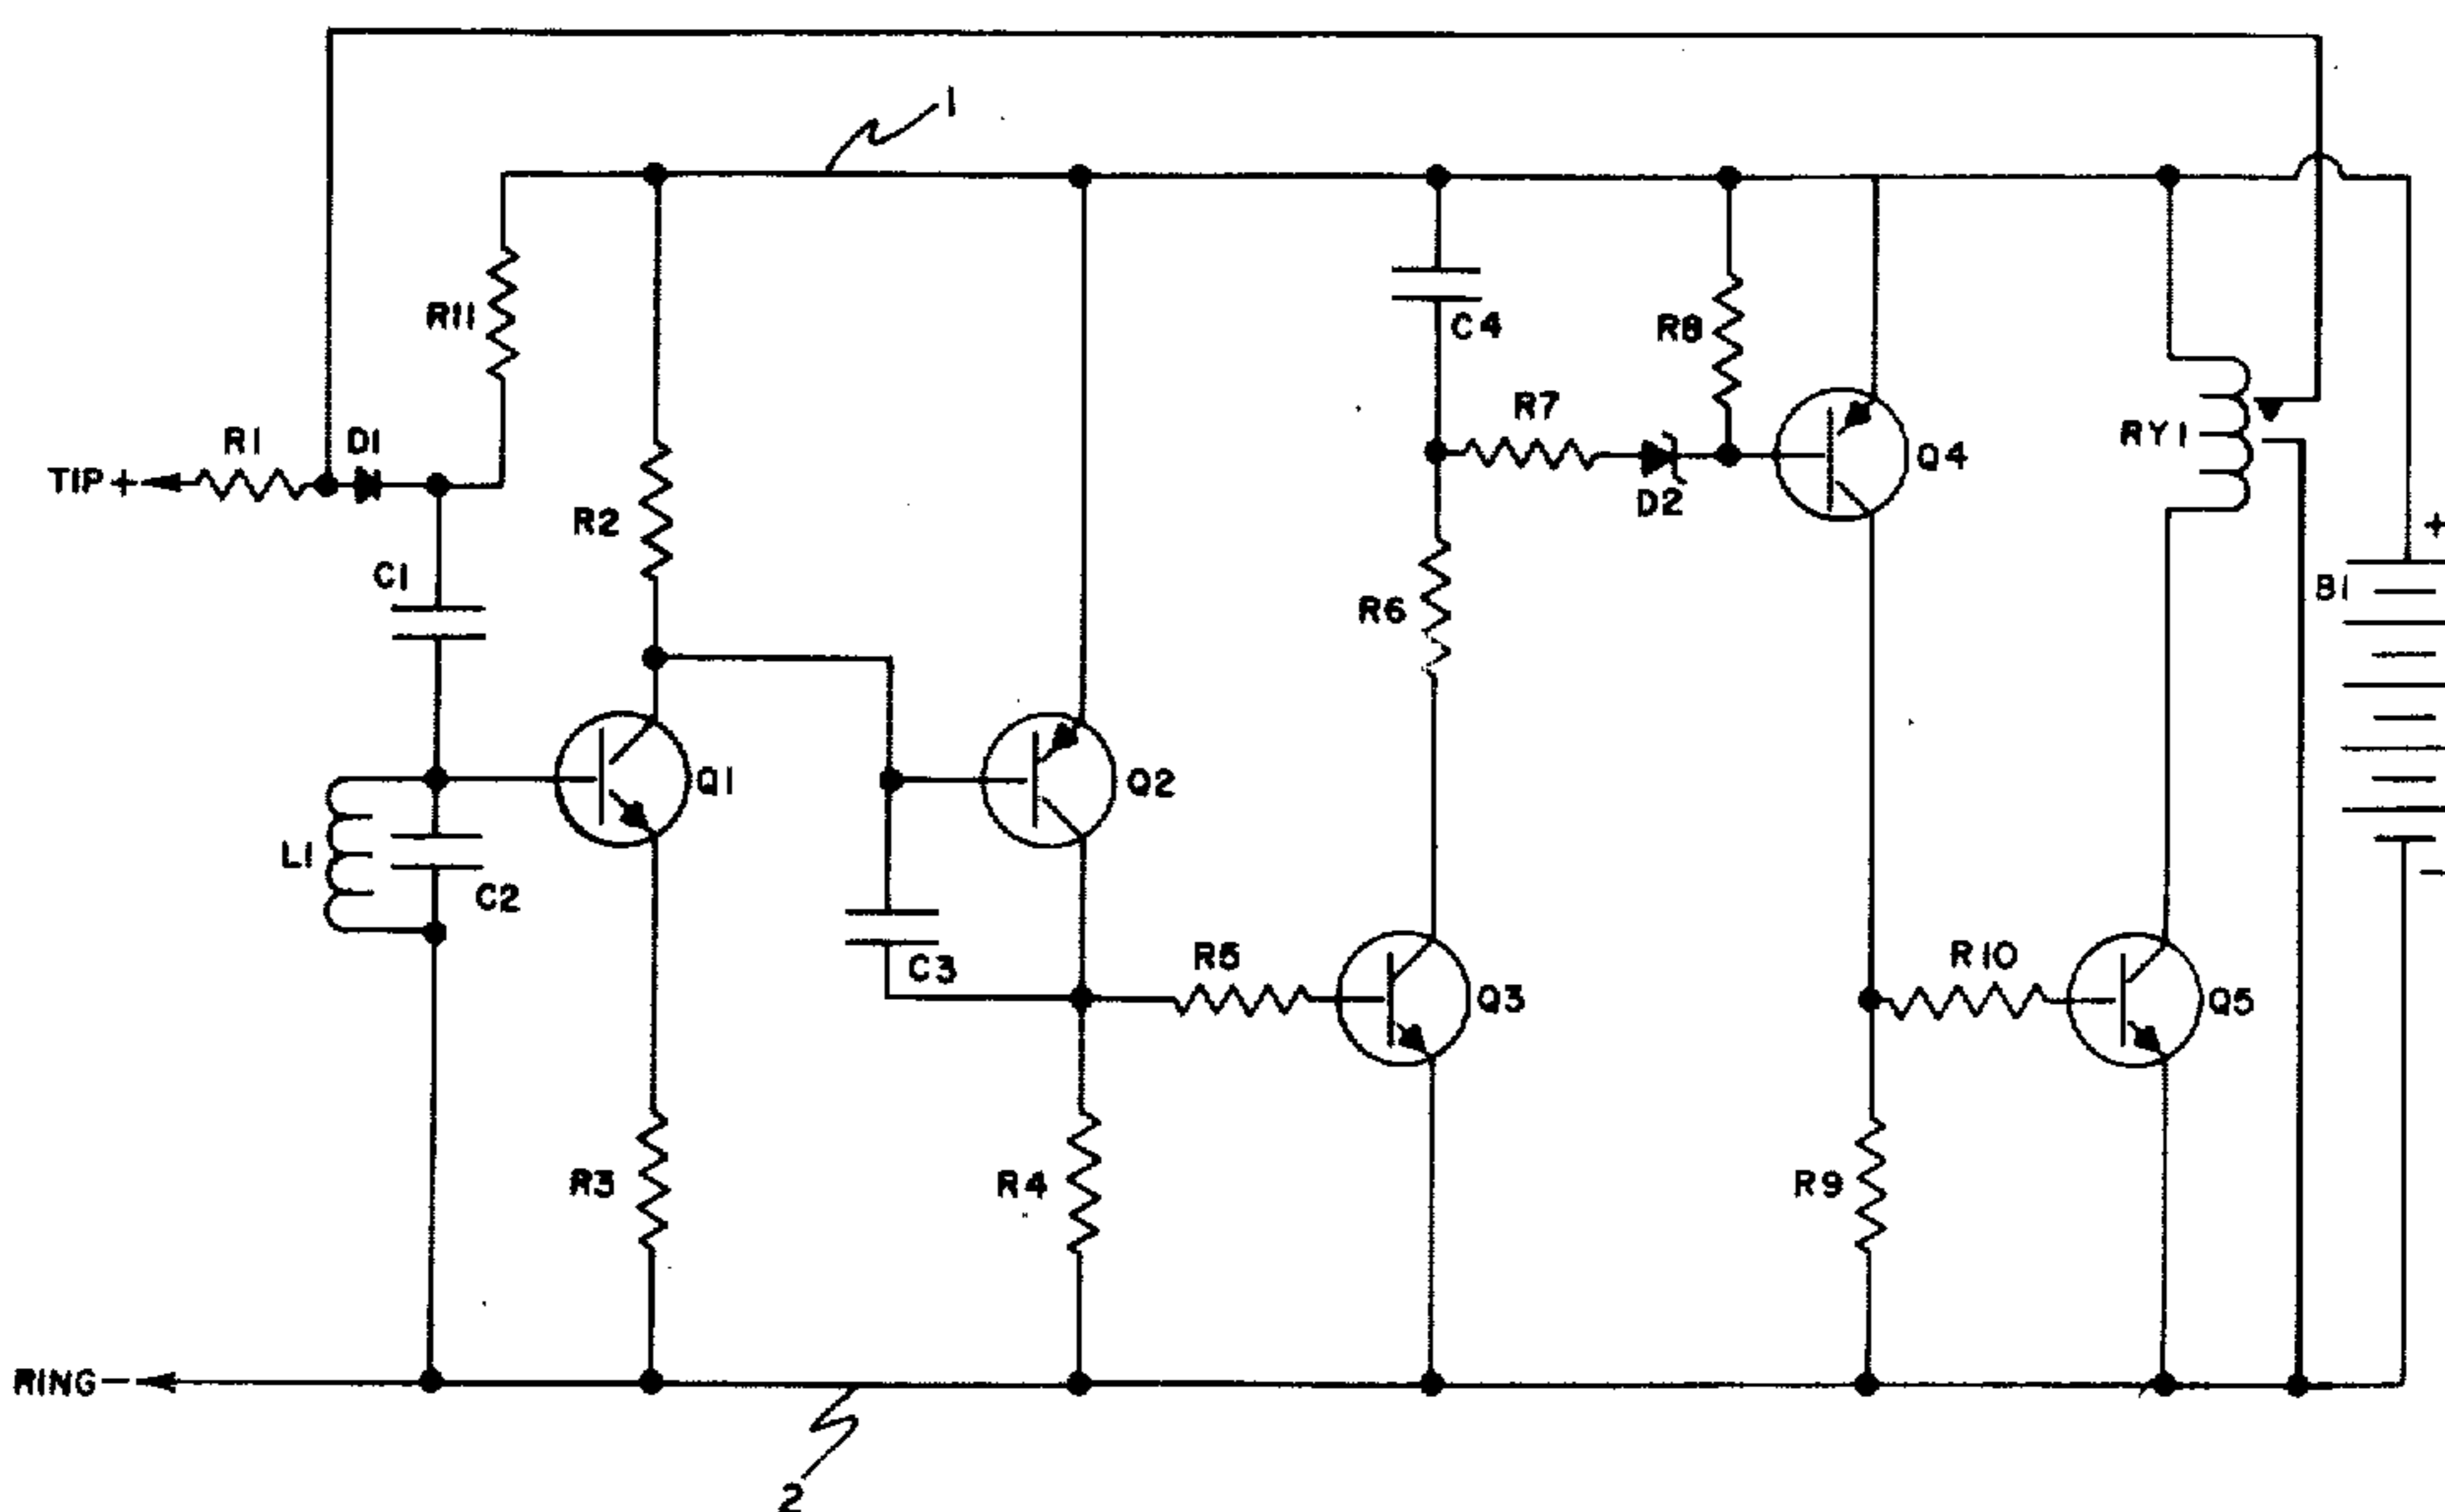 1
R11
C4
R8
R7
R1
D1
RY1
TIP+
Q4
D2
R2
+
C1
B1
R6
Q1
Q2
L1
C2
-
C3
R5
R10
Q3
Q5
R3
R4
R9
RING-
2